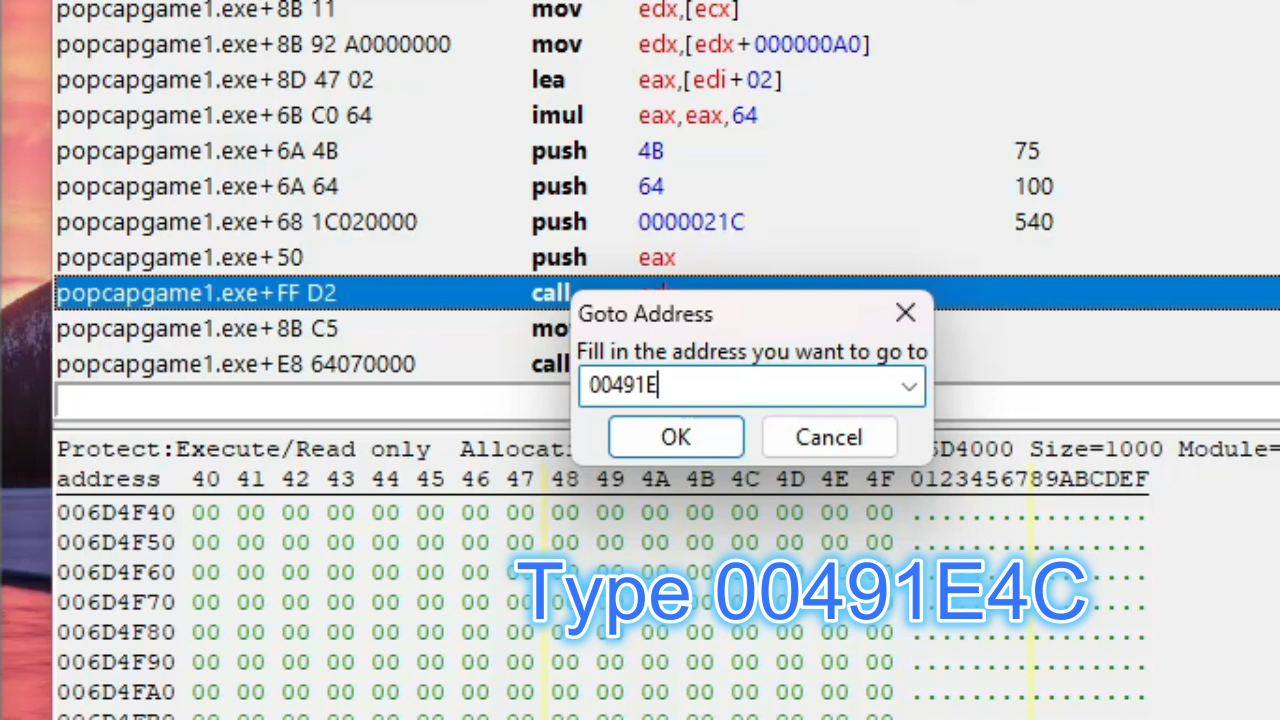 popcapgame1.exe+8B 11 mov edx,[ecx]
popcapgame1.exe+8B 92 A0000000 mov edx,[edx+000000A0]
popcapgame1.exe+8D 47 02 lea eax,[edi+02]
popcapgame1.exe+6B C0 64 imul eax,eax,64
popcapgame1.exe+6A 4B push 4B 75
popcapgame1.exe+6A 64 push 64 100
popcapgame1.exe+68 1C020000 push 0000021C 540
popcapgame1.exe+50 push eax
popcapgame1.exe+FF D2 call
Goto Address
popcapgame1.exe+8B C5 mo
Fill in the address you want to go to
popcapgame1.exe+E8 64070000 call
00491E
OK Cancel
Protect:Execute/Read only Allocati 6D4000 Size=1000 Module=
address 40 41 42 43 44 45 46 47 48 49 4A 4B 4C 4D 4E 4F 0123456789ABCDEF
006D4F40 00 00 00 00 00 00 00 00 00 00 00 00 00 00 00 00 ................
006D4F50 00 00 00 00 00 00 00 00 00 00 00 00 00 00 00 00 ................
006D4F60 00 00 00 00 00 00 00 00
Type 00491E4C
006D4F70 00 00 00 00 00 00 00 00
006D4F80 00 00 00 00 00 00 00 00 00 00 00 00 00 00 00 00 ................
006D4F90 00 00 00 00 00 00 00 00 00 00 00 00 00 00 00 00 ................
006D4FA0 00 00 00 00 00 00 00 00 00 00 00 00 00 00 00 00 ................